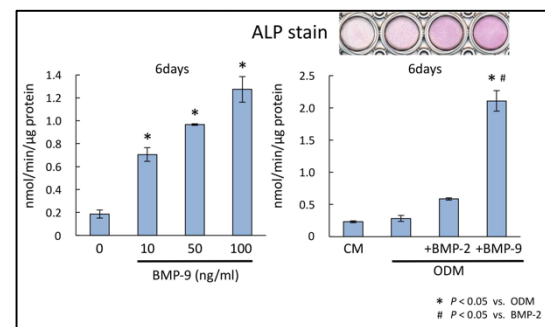 ALP stain
6days
nmol/min/μg protein
1.4
1.2
1.0
0.8
0.6
0.4
0.2
0
*
*
*
0 10 50 100
BMP-9 (ng/ml)
6days
nmol/min/μg protein
2.5
2.0
1.5
1.0
0.5
0
* #
CM +BMP-2 +BMP-9
ODM
* P < 0.05 vs. ODM
# P < 0.05 vs. BMP-2